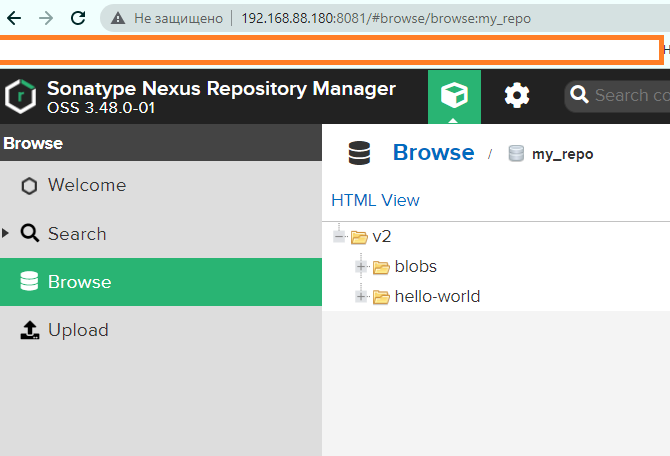 Не защищено 192.168.88.180:8081/#browse/browse:my_repo
Sonatype Nexus Repository Manager
OSS 3.48.0-01
Search co
Browse
Browse / my_repo
Welcome
HTML View
Search
v2
blobs
Browse
hello-world
Upload